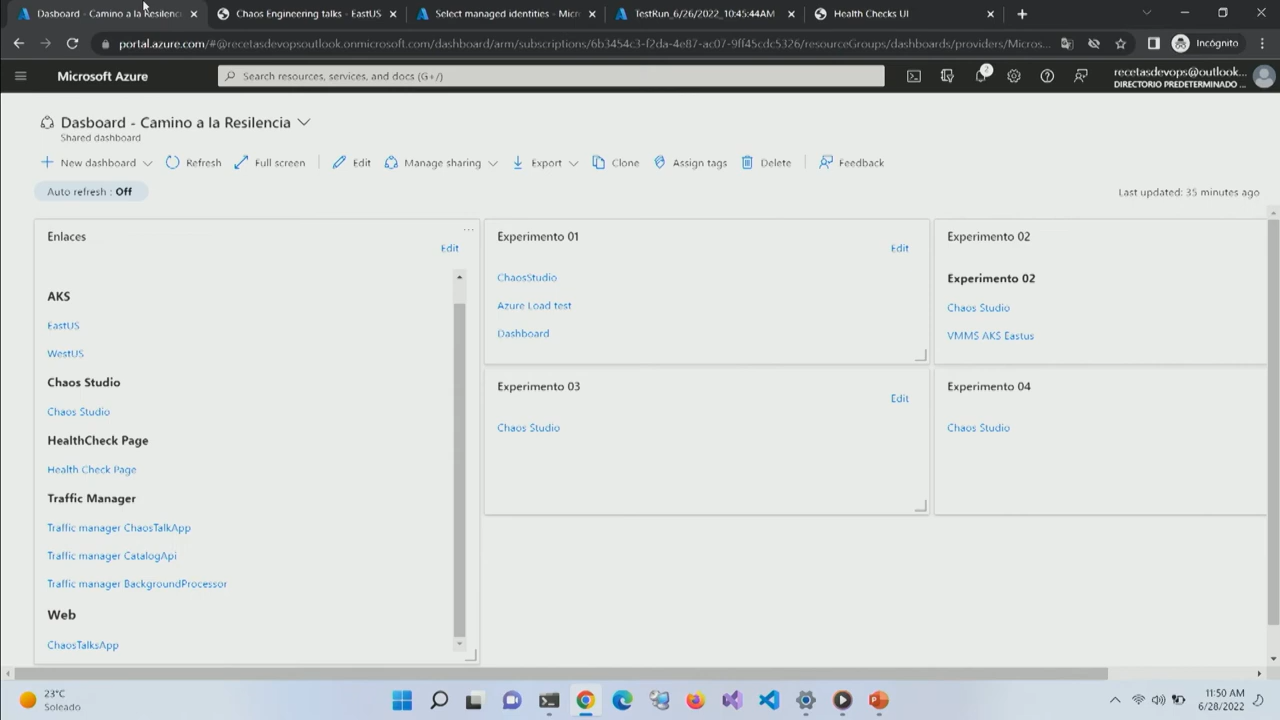 Dasboard - Camino a la Resilenci
Chaos Engineering talks - EastUS
Select managed identities - Micr
TestRun_6/26/2022_10:45:44AM
Health Checks UI
portal.azure.com/#@recetasdevopsoutlook.onmicrosoft.com/dashboard/arm/subscriptions/6b3454c3-f2da-4e87-ac07-9ff45cdc5326/resourceGroups/dashboards/providers/Micros...
Incógnito
Microsoft Azure
Search resources, services, and docs (G+/)
2
recetasdevops@outlook....
DIRECTORIO PREDETERMINADO ...
Dasboard - Camino a la Resilencia
Shared dashboard
New dashboard
Refresh
Full screen
Edit
Manage sharing
Export
Clone
Assign tags
Delete
Feedback
Auto refresh : Off
Last updated: 35 minutes ago
Enlaces
Edit
AKS
EastUS
WestUS
Chaos Studio
Chaos Studio
HealthCheck Page
Health Check Page
Traffic Manager
Traffic manager ChaosTalkApp
Traffic manager CatalogApi
Traffic manager BackgroundProcessor
Web
ChaosTalksApp
Experimento 01
Edit
ChaosStudio
Azure Load test
Dashboard
Experimento 02
Experimento 02
Chaos Studio
VMMS AKS Eastus
Experimento 03
Edit
Chaos Studio
Experimento 04
Chaos Studio
23°C
Soleado
11:50 AM
6/28/2022